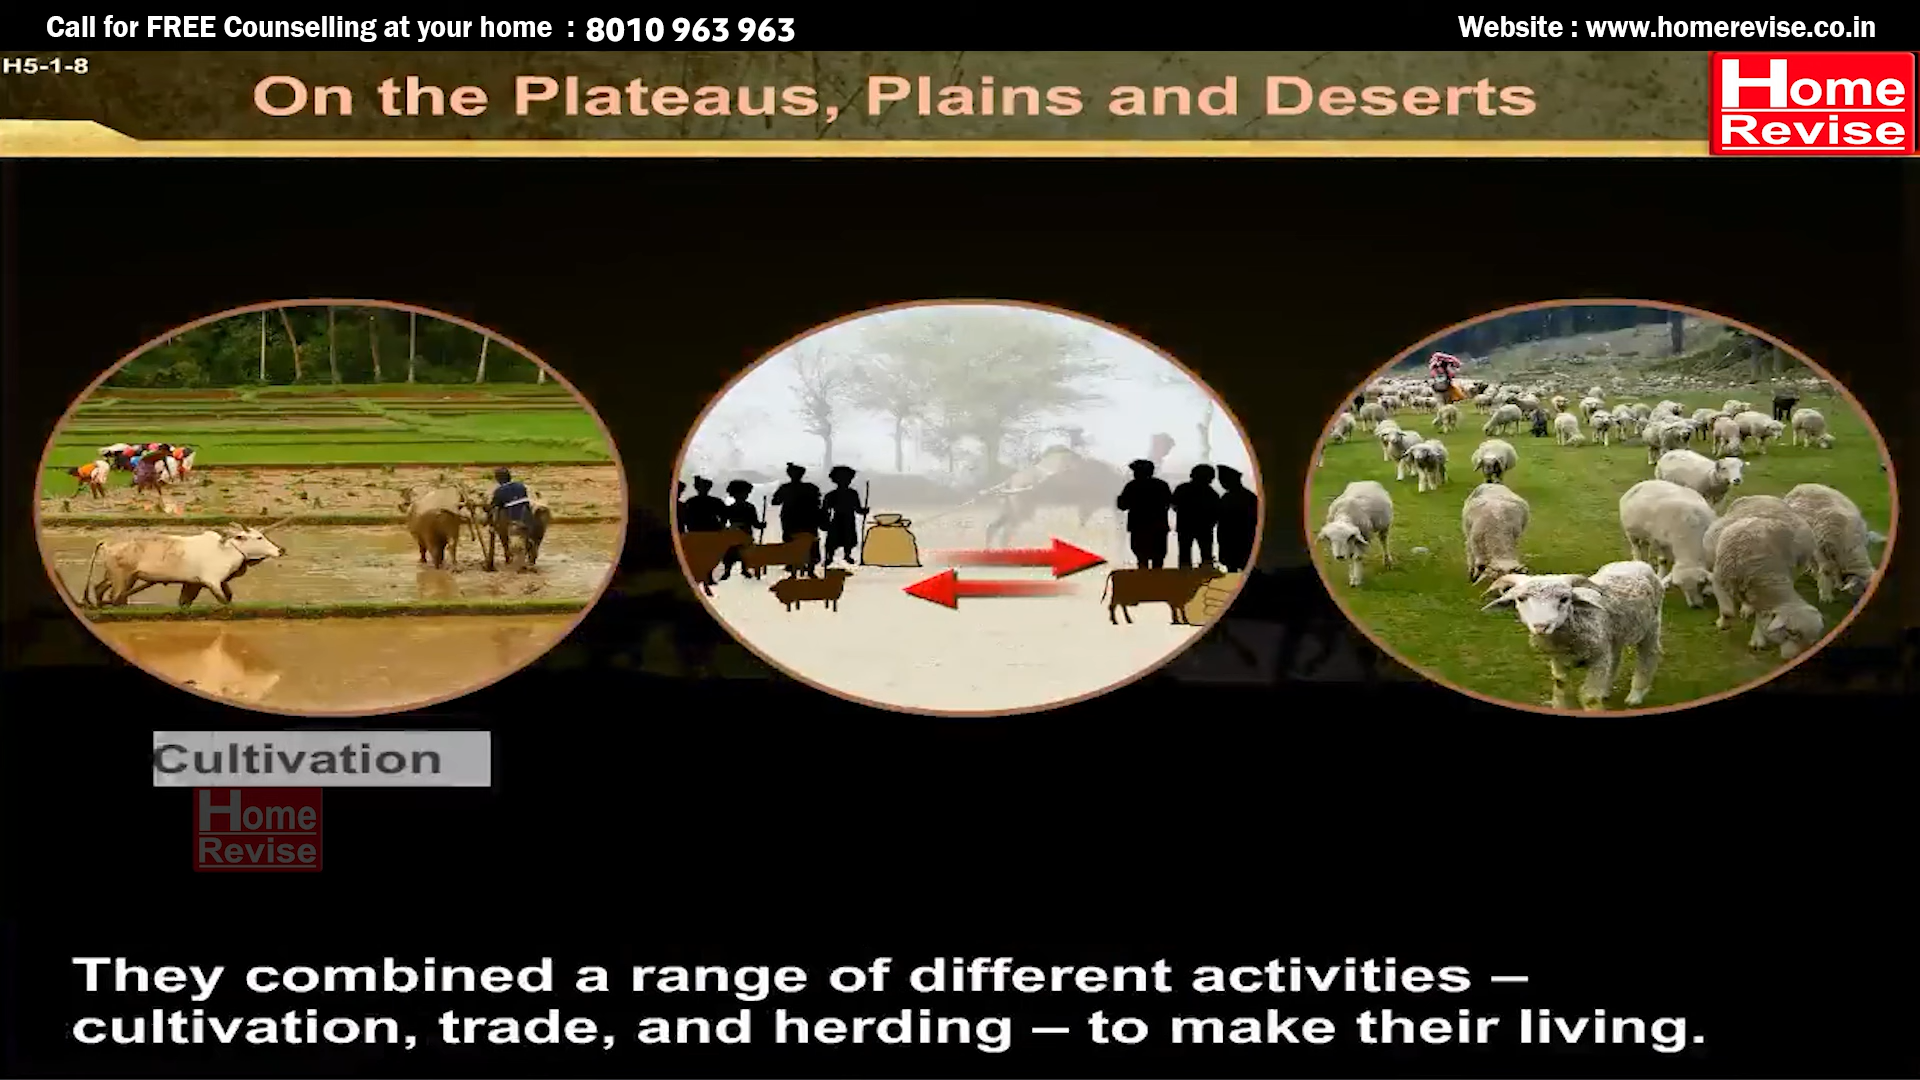 Call for FREE Counselling at your home : 8010 963 963
Website : www.homerevise.co.in
H5-1-8
On the Plateaus, Plains and Deserts
Home
Revise
Cultivation
Home
Revise
They combined a range of different activities –
cultivation, trade, and herding – to make their living.